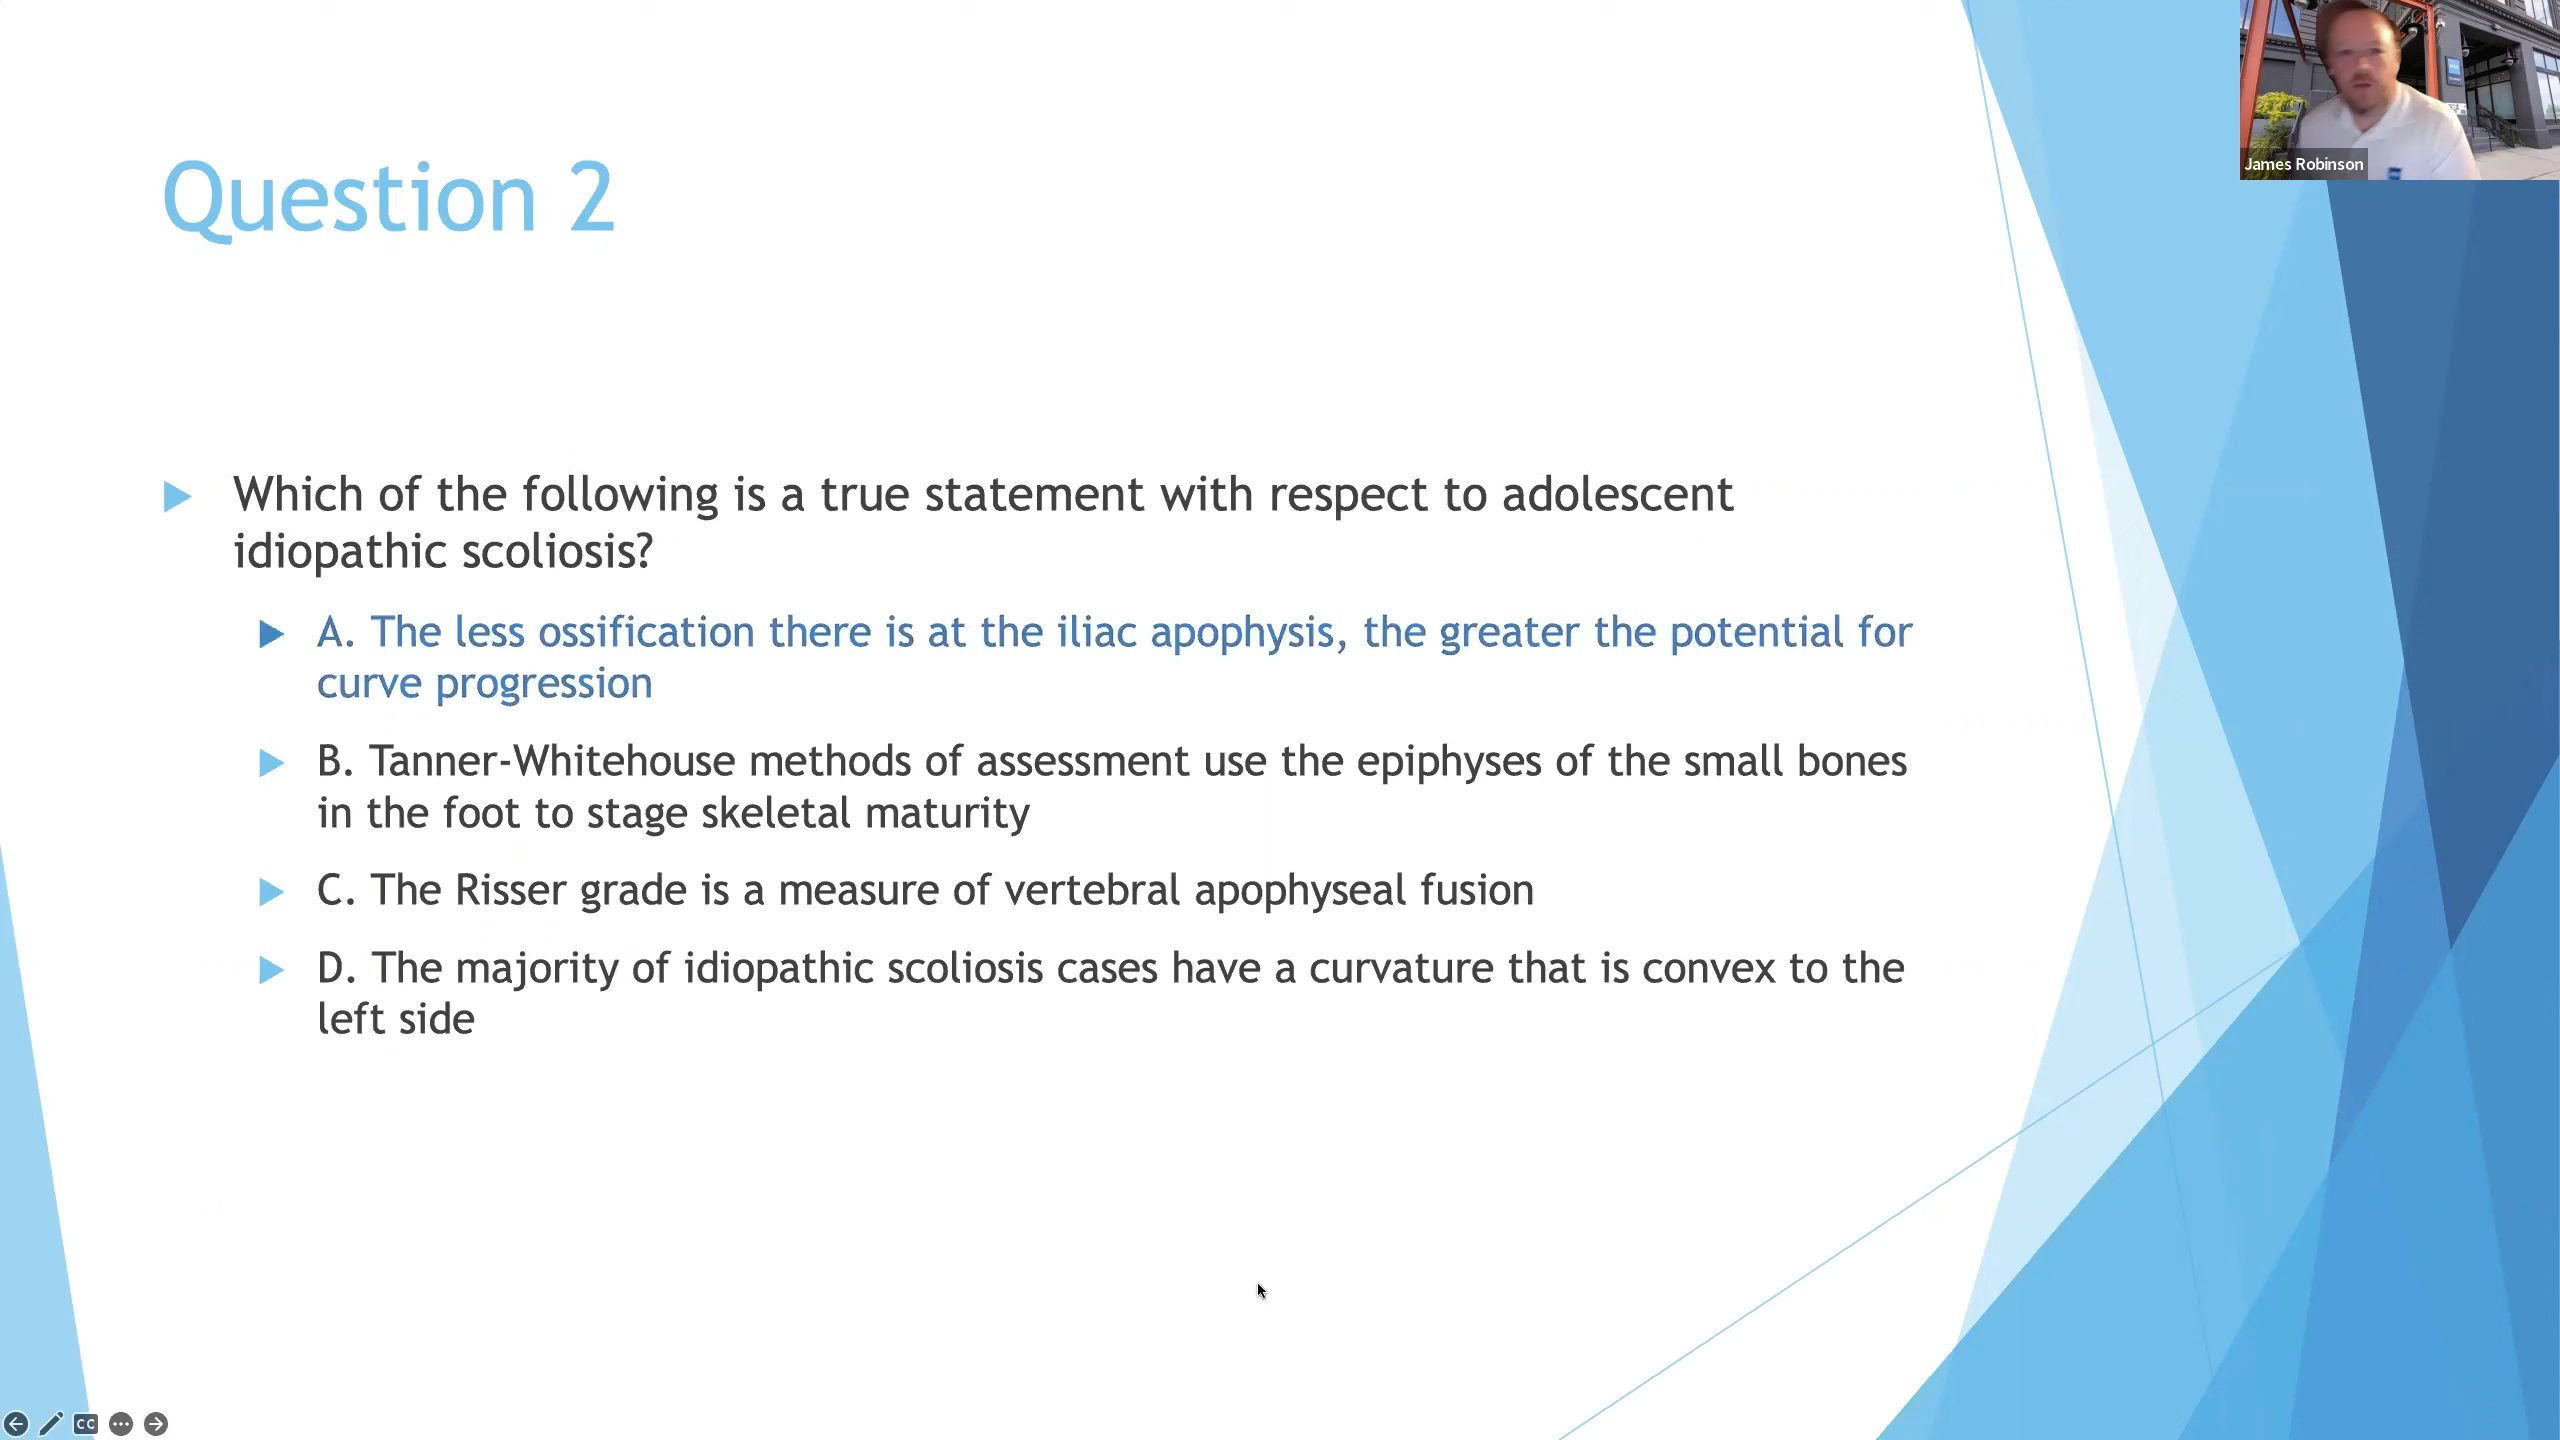 Question 2
James Robinson
Which of the following is a true statement with respect to adolescent
idiopathic scoliosis?
A. The less ossification there is at the iliac apophysis, the greater the potential for
curve progression
B. Tanner-Whitehouse methods of assessment use the epiphyses of the small bones
in the foot to stage skeletal maturity
C. The Risser grade is a measure of vertebral apophyseal fusion
D. The majority of idiopathic scoliosis cases have a curvature that is convex to the
left side
CC